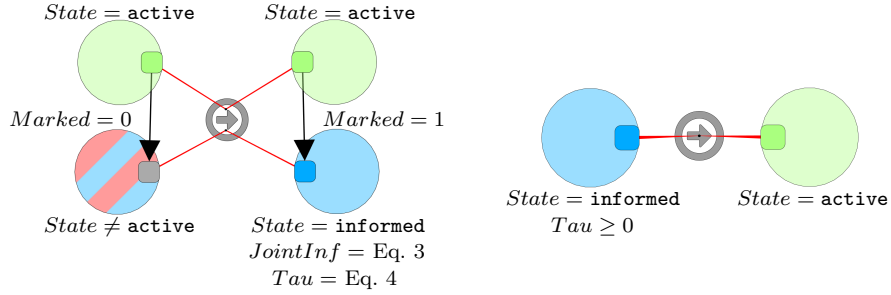 State = active
State = active
Marked = 0
Marked = 1
State ≠ active
State = informed
JointInf = Eq. 3
Tau = Eq. 4
State = informed
Tau ≥ 0
State = active